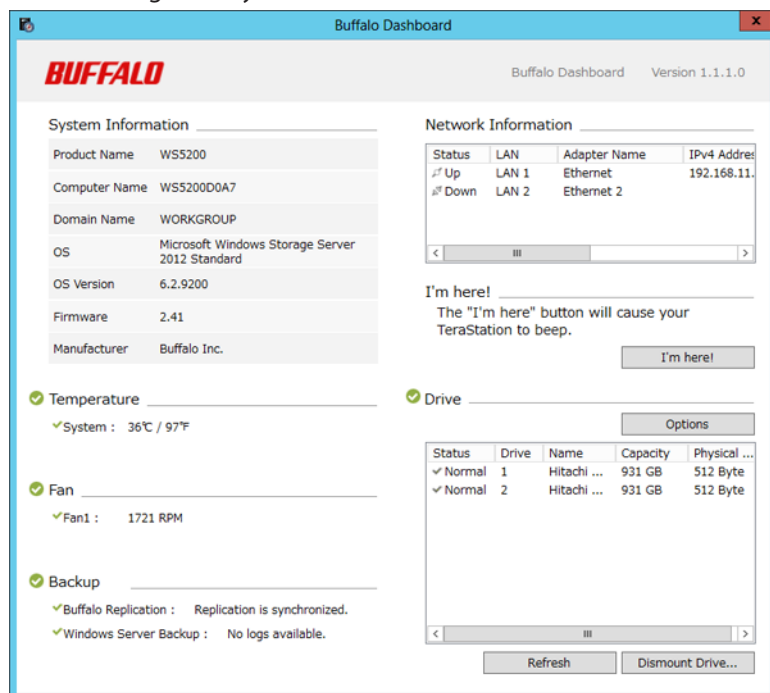 Buffalo Dashboard
x
BUFFALO
Buffalo Dashboard Version 1.1.1.0
System Information
Product Name WS5200
Computer Name WS5200D0A7
Domain Name WORKGROUP
OS Microsoft Windows Storage Server
2012 Standard
OS Version 6.2.9200
Firmware 2.41
Manufacturer Buffalo Inc.
Temperature
System : 36℃ / 97℉
Fan
Fan1 : 1721 RPM
Backup
Buffalo Replication : Replication is synchronized.
Windows Server Backup : No logs available.
Network Information
Status LAN Adapter Name IPv4 Addres
Up LAN 1 Ethernet 192.168.11.
Down LAN 2 Ethernet 2
I'm here!
The "I'm here" button will cause your
TeraStation to beep.
I'm here!
Drive
Options
Status Drive Name Capacity Physical ...
Normal 1 Hitachi ... 931 GB 512 Byte
Normal 2 Hitachi ... 931 GB 512 Byte
Refresh Dismount Drive...